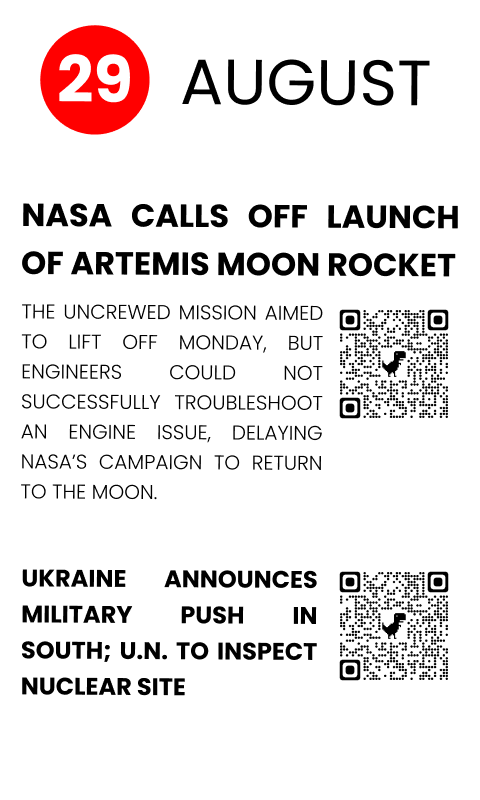 29 AUGUST
NASA CALLS OFF LAUNCH
OF ARTEMIS MOON ROCKET
THE UNCREWED MISSION AIMED
TO LIFT OFF MONDAY, BUT
ENGINEERS COULD NOT
SUCCESSFULLY TROUBLESHOOT
AN ENGINE ISSUE, DELAYING
NASA'S CAMPAIGN TO RETURN
TO THE MOON.
UKRAINE ANNOUNCES
MILITARY PUSH IN
SOUTH; U.N. TO INSPECT
NUCLEAR SITE